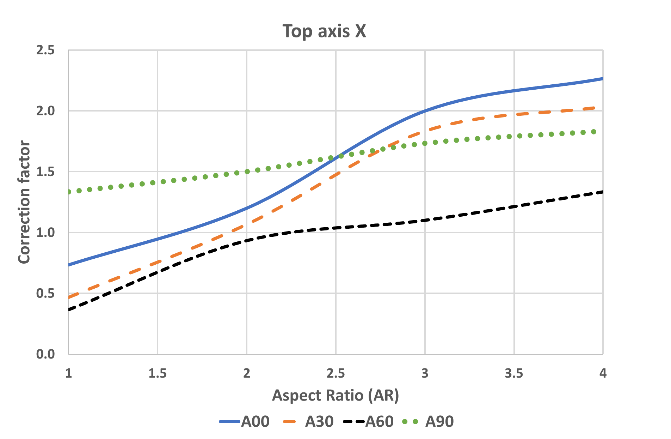 Top axis X
2.5
2.0
1.5
1.0
0.5
0.0
Correction factor
1 1.5 2 2.5 3 3.5 4
Aspect Ratio (AR)
A00 A30 A60 A90